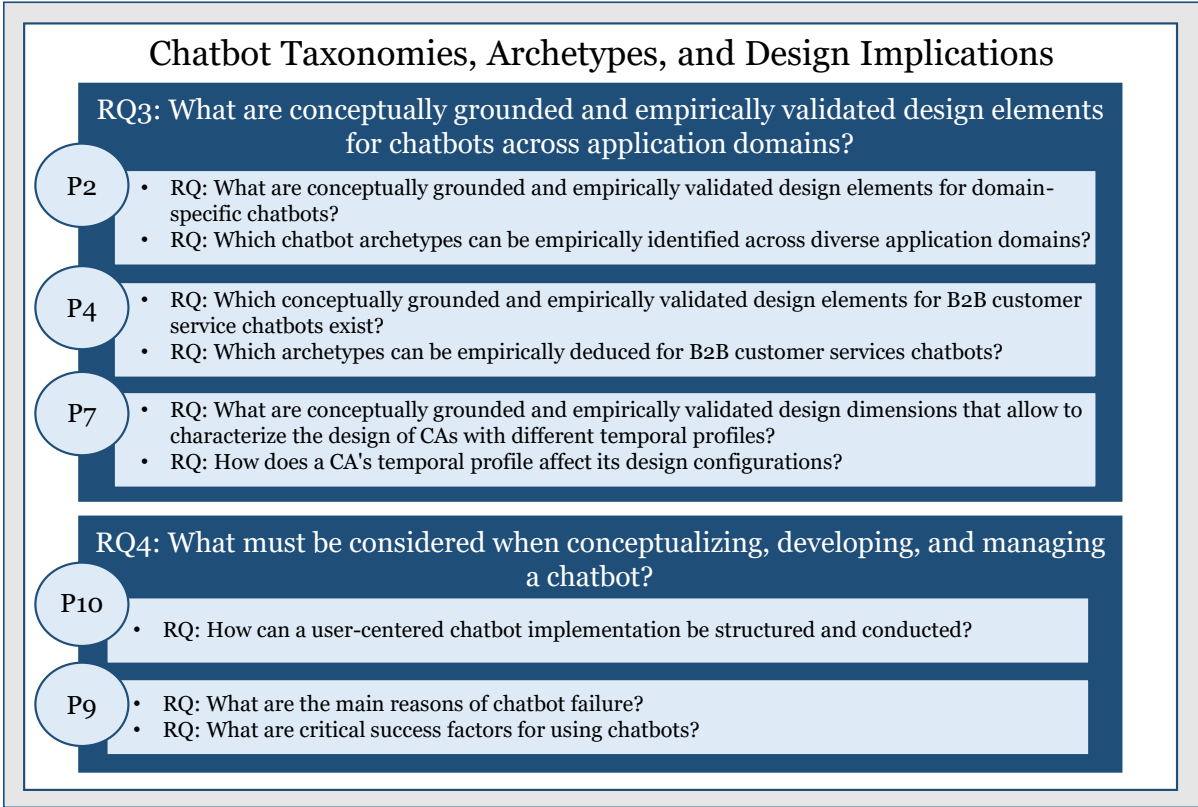 Chatbot Taxonomies, Archetypes, and Design Implications
RQ3: What are conceptually grounded and empirically validated design elements
for chatbots across application domains?
P2
• RQ: What are conceptually grounded and empirically validated design elements for domain-
specific chatbots?
• RQ: Which chatbot archetypes can be empirically identified across diverse application domains?
P4
• RQ: Which conceptually grounded and empirically validated design elements for B2B customer
service chatbots exist?
• RQ: Which archetypes can be empirically deduced for B2B customer services chatbots?
P7
• RQ: What are conceptually grounded and empirically validated design dimensions that allow to
characterize the design of CAs with different temporal profiles?
• RQ: How does a CA's temporal profile affect its design configurations?
RQ4: What must be considered when conceptualizing, developing, and managing
a chatbot?
P10
• RQ: How can a user-centered chatbot implementation be structured and conducted?
P9
• RQ: What are the main reasons of chatbot failure?
• RQ: What are critical success factors for using chatbots?